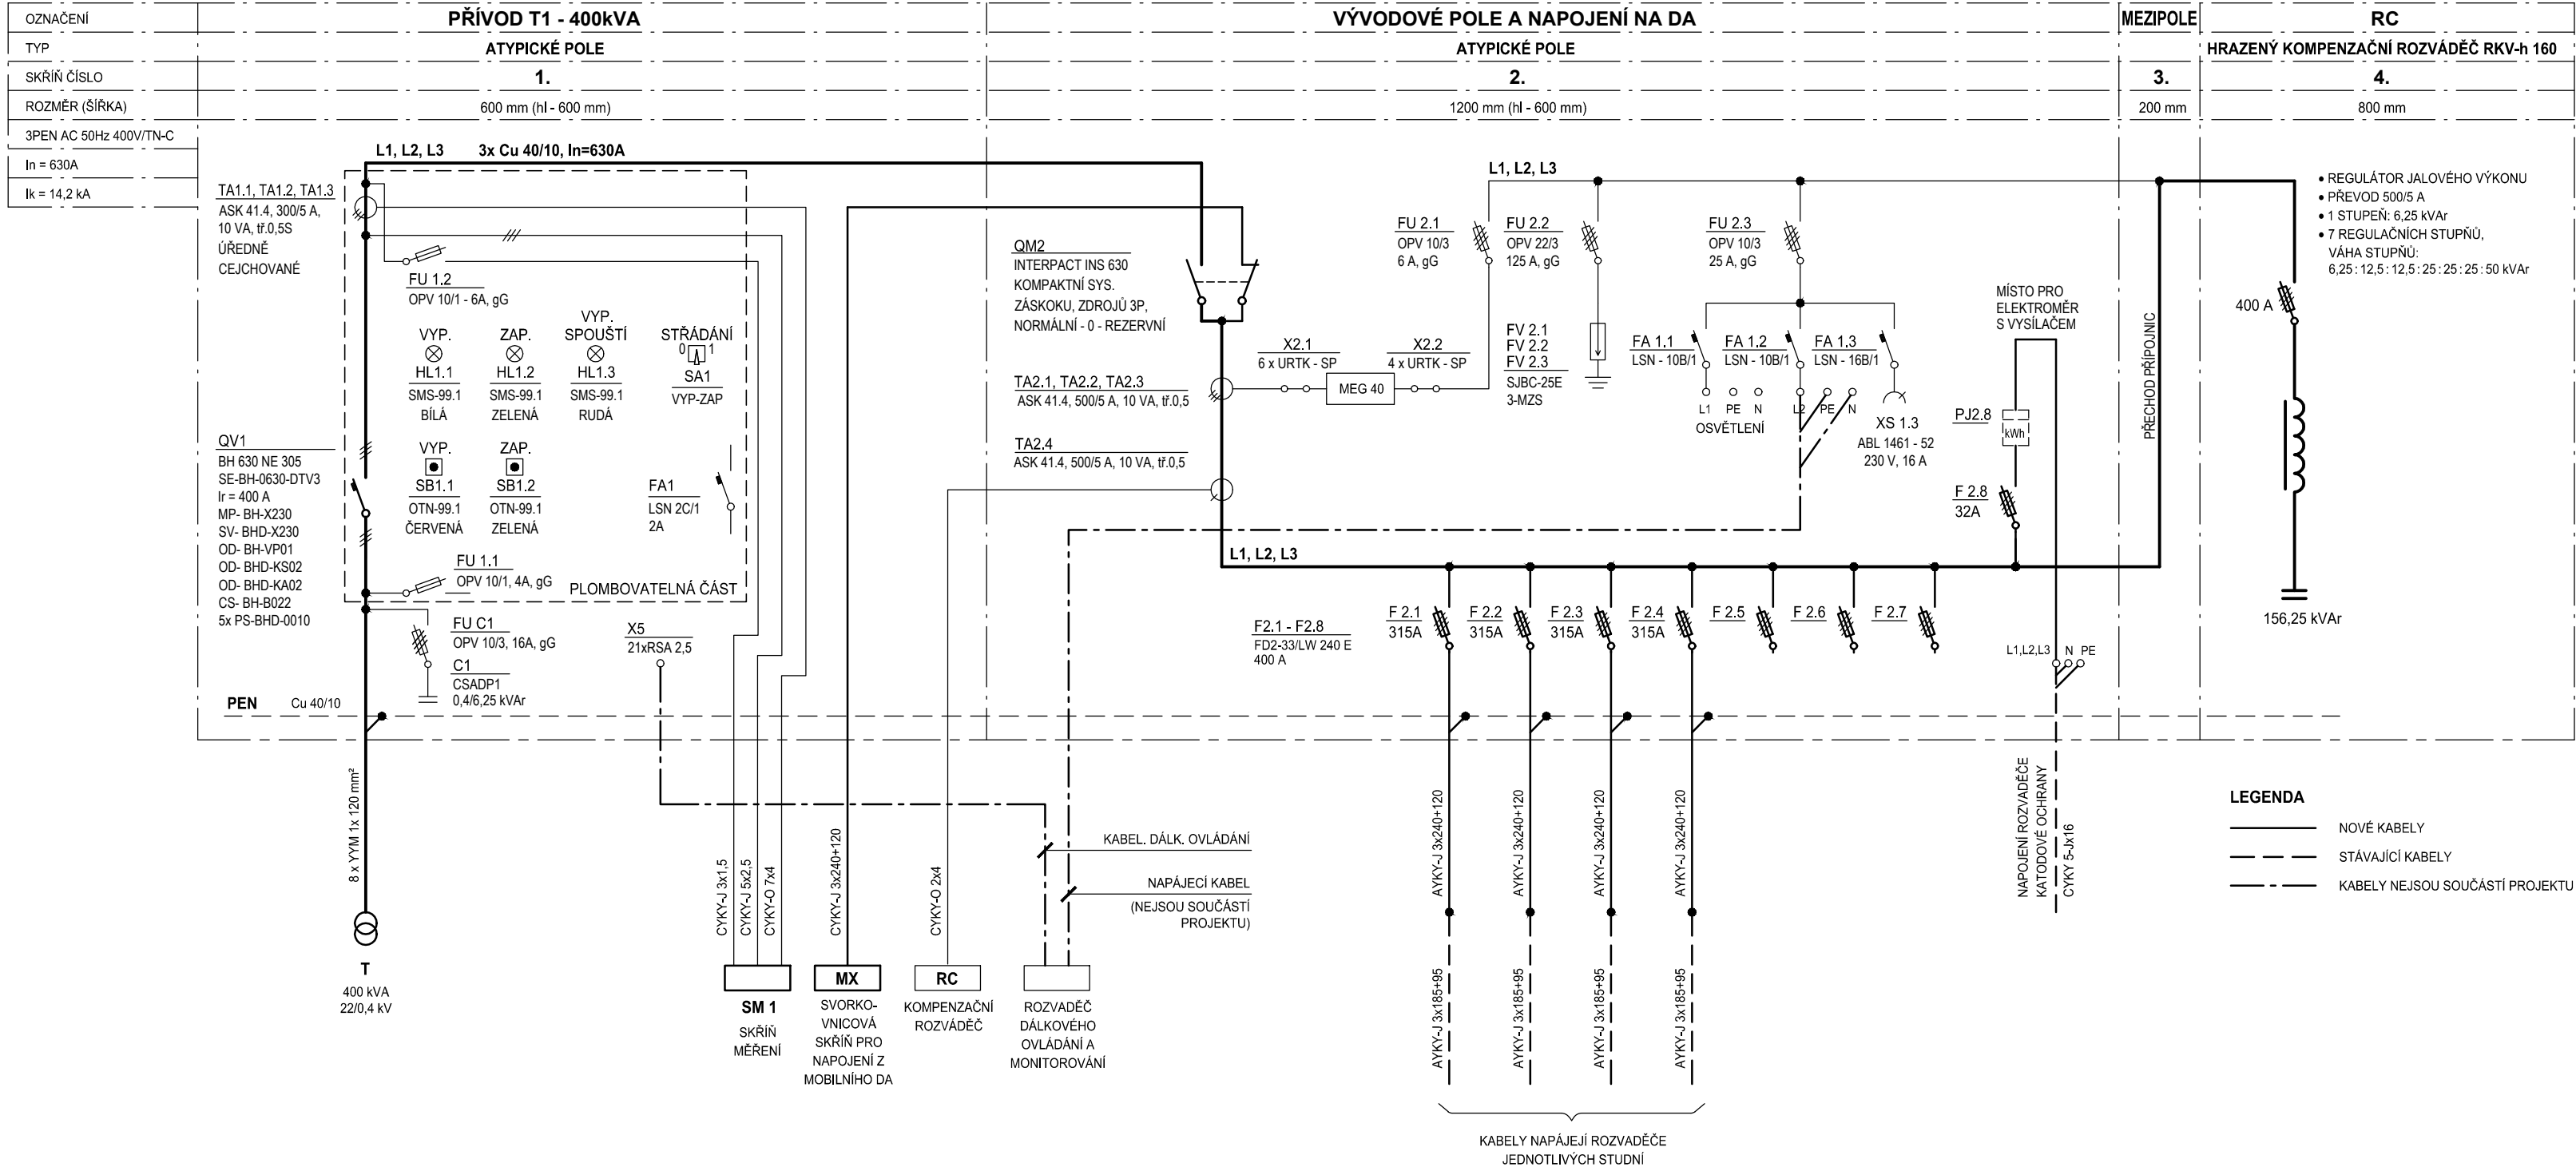 OZNAČENÍ
PŘÍVOD T1 - 400kVA
VÝVODOVÉ POLE A NAPOJENÍ NA DA
MEZIPOLE
RC
TYP
ATYPICKÉ POLE
ATYPICKÉ POLE
HRAZENÝ KOMPENZAČNÍ ROZVÁDĚČ RKV-h 160
SKŘÍŇ ČÍSLO
1.
2.
3.
4.
ROZMĚR (ŠÍŘKA)
600 mm (hl - 600 mm)
1200 mm (hl - 600 mm)
200 mm
800 mm
3PEN AC 50Hz 400V/TN-C
In = 630A
Ik = 14,2 kA
L1, L2, L3
3x Cu 40/10, In=630A
TA1.1, TA1.2, TA1.3
ASK 41.4, 300/5 A,
10 VA, tř.0,5S
ÚŘEDNĚ
CEJCHOVANÉ
FU 1.2
OPV 10/1 - 6A, gG
VYP.
HL1.1
SMS-99.1
BÍLÁ
ZAP.
HL1.2
SMS-99.1
ZELENÁ
VYP.
SPOUŠTÍ
HL1.3
SMS-99.1
RUDÁ
STŘÁDÁNÍ
0 1
SA1
VYP-ZAP
QV1
BH 630 NE 305
SE-BH-0630-DTV3
Ir = 400 A
MP- BH-X230
SV- BHD-X230
OD- BH-VP01
OD- BHD-KS02
OD- BHD-KA02
CS- BH-B022
5x PS-BHD-0010
VYP.
SB1.1
OTN-99.1
ČERVENÁ
ZAP.
SB1.2
OTN-99.1
ZELENÁ
FA1
LSN 2C/1
2A
FU 1.1
OPV 10/1, 4A, gG
PLOMBOVATELNÁ ČÁST
FU C1
OPV 10/3, 16A, gG
C1
CSADP1
0,4/6,25 kVAr
X5
21xRSA 2,5
PEN
Cu 40/10
8 x YYM 1x 120 mm²
T
400 kVA
22/0,4 kV
CYKY-J 3x1,5
CYKY-J 5x2,5
CYKY-O 7x4
CYKY-J 3x240+120
CYKY-O 2x4
SM 1
SKŘÍŇ
MĚŘENÍ
MX
SVORKO-
VNICOVÁ
SKŘÍŇ PRO
NAPOJENÍ Z
MOBILNÍHO DA
RC
KOMPENZAČNÍ
ROZVÁDĚČ
ROZVADĚČ
DÁLKOVÉHO
OVLÁDÁNÍ A
MONITOROVÁNÍ
KABEL. DÁLK. OVLÁDÁNÍ
NAPÁJECÍ KABEL
(NEJSOU SOUČÁSTÍ
PROJEKTU)
QM2
INTERPACT INS 630
KOMPAKTNÍ SYS.
ZÁSKOKU, ZDROJŮ 3P,
NORMÁLNÍ - 0 - REZERVNÍ
TA2.1, TA2.2, TA2.3
ASK 41.4, 500/5 A, 10 VA, tř.0,5
TA2.4
ASK 41.4, 500/5 A, 10 VA, tř.0,5
X2.1
6 x URTK - SP
MEG 40
X2.2
4 x URTK - SP
L1, L2, L3
FU 2.1
OPV 10/3
6 A, gG
FU 2.2
OPV 22/3
125 A, gG
FU 2.3
OPV 10/3
25 A, gG
FV 2.1
FV 2.2
FV 2.3
SJBC-25E
3-MZS
FA 1.1
LSN - 10B/1
FA 1.2
LSN - 10B/1
FA 1.3
LSN - 16B/1
L1 PE N
OSVĚTLENÍ
L2 PE N
XS 1.3
ABL 1461 - 52
230 V, 16 A
MÍSTO PRO
ELEKTROMĚR
S VYSÍLAČEM
PJ2.8
kWh
F 2.8
32A
L1, L2, L3
F2.1 - F2.8
FD2-33/LW 240 E
400 A
F 2.1
315A
F 2.2
315A
F 2.3
315A
F 2.4
315A
F 2.5
F 2.6
F 2.7
L1,L2,L3 N PE
PŘECHOD PŘÍPOJNIC
• REGULÁTOR JALOVÉHO VÝKONU
• PŘEVOD 500/5 A
• 1 STUPEŇ: 6,25 kVAr
• 7 REGULAČNÍCH STUPŇŮ,
VÁHA STUPŇŮ:
6,25 : 12,5 : 12,5 : 25 : 25 : 25 : 50 kVAr
400 A
156,25 kVAr
AYKY-J 3x240+120
AYKY-J 3x240+120
AYKY-J 3x240+120
AYKY-J 3x240+120
AYKY-J 3x185+95
AYKY-J 3x185+95
AYKY-J 3x185+95
AYKY-J 3x185+95
KABELY NAPÁJEJÍ ROZVADĚČE
JEDNOTLIVÝCH STUDNÍ
NAPOJENÍ ROZVADĚČE
KATODOVÉ OCHRANY
CYKY 5-Jx16
LEGENDA
NOVÉ KABELY
STÁVAJÍCÍ KABELY
KABELY NEJSOU SOUČÁSTÍ PROJEKTU